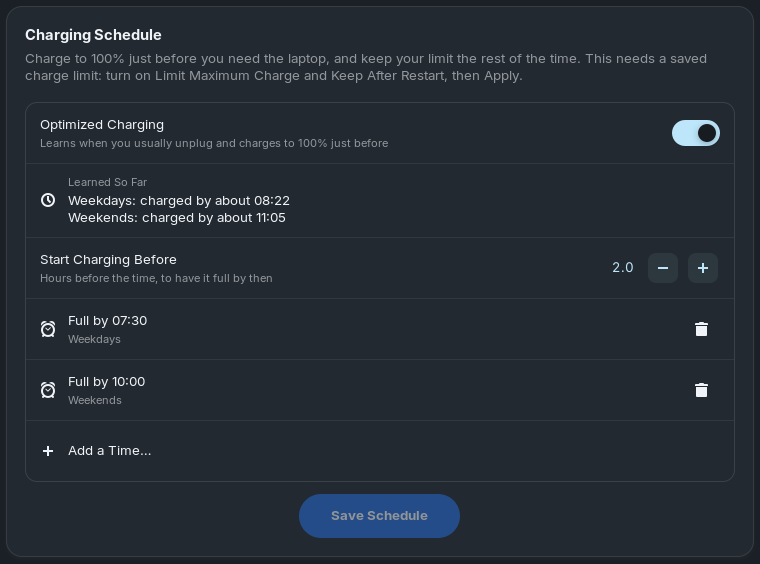 Charging Schedule
Charge to 100% just before you need the laptop, and keep your limit the rest of the time. This needs a saved
charge limit: turn on Limit Maximum Charge and Keep After Restart, then Apply.
Optimized Charging
Learns when you usually unplug and charges to 100% just before
Learned So Far
Weekdays: charged by about 08:22
Weekends: charged by about 11:05
Start Charging Before
Hours before the time, to have it full by then
2.0
Full by 07:30
Weekdays
Full by 10:00
Weekends
Add a Time...
Save Schedule